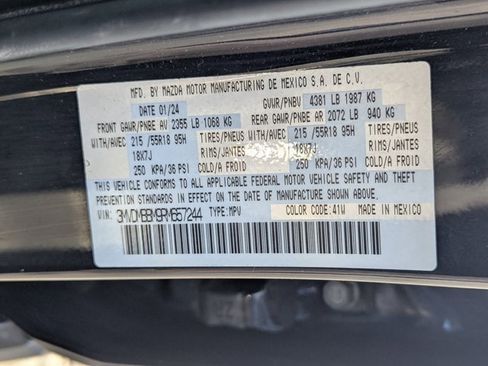 MFD. BY MAZDA MOTOR MANUFACTURING DE MEXICO S.A. DE C.V.
DATE 01/24 GVWR/PNBV 4381 LB 1987 KG
FRONT GAWR/PNBE AV 2355 LB 1068 KG REAR GAWR/PNBE AR 2072 LB 940 KG
WITH/AVEC 215 /55R18 95H TIRES/PNEUS WITH/AVEC 215 /55R18 95H TIRES/PNEUS
18X7J RIMS/JANTES 18X7J RIMS/JANTES
250 KPA/36 PSI COLD/A FROID 250 KPA/36 PSI COLD/A FROID
THIS VEHICLE CONFORMS TO ALL APPLICABLE FEDERAL MOTOR VEHICLE SAFETY AND THEFT
PREVENTION STANDARDS IN EFFECT ON THE DATE OF MANUFACTURE SHOWN ABOVE.
VIN: TYPE:MPV COLOR CODE:41W MADE IN MEXICO